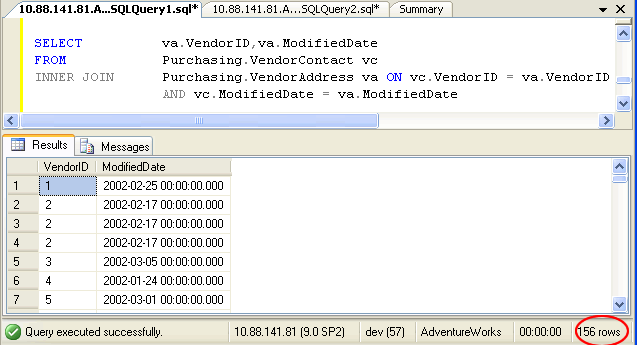 10.88.141.81.A...SQLQuery1.sql* 10.88.141.81.A...SQLQuery2.sql* Summary
SELECT va.VendorID,va.ModifiedDate
FROM Purchasing.VendorContact vc
INNER JOIN Purchasing.VendorAddress va ON vc.VendorID = va.VendorID
AND vc.ModifiedDate = va.ModifiedDate
Results Messages
VendorID ModifiedDate
1 1 2002-02-25 00:00:00.000
2 2 2002-02-17 00:00:00.000
3 2 2002-02-17 00:00:00.000
4 2 2002-02-17 00:00:00.000
5 3 2002-03-05 00:00:00.000
6 4 2002-01-24 00:00:00.000
7 5 2002-03-01 00:00:00.000
Query executed successfully. 10.88.141.81 (9.0 SP2) dev (57) AdventureWorks 00:00:00 156 rows